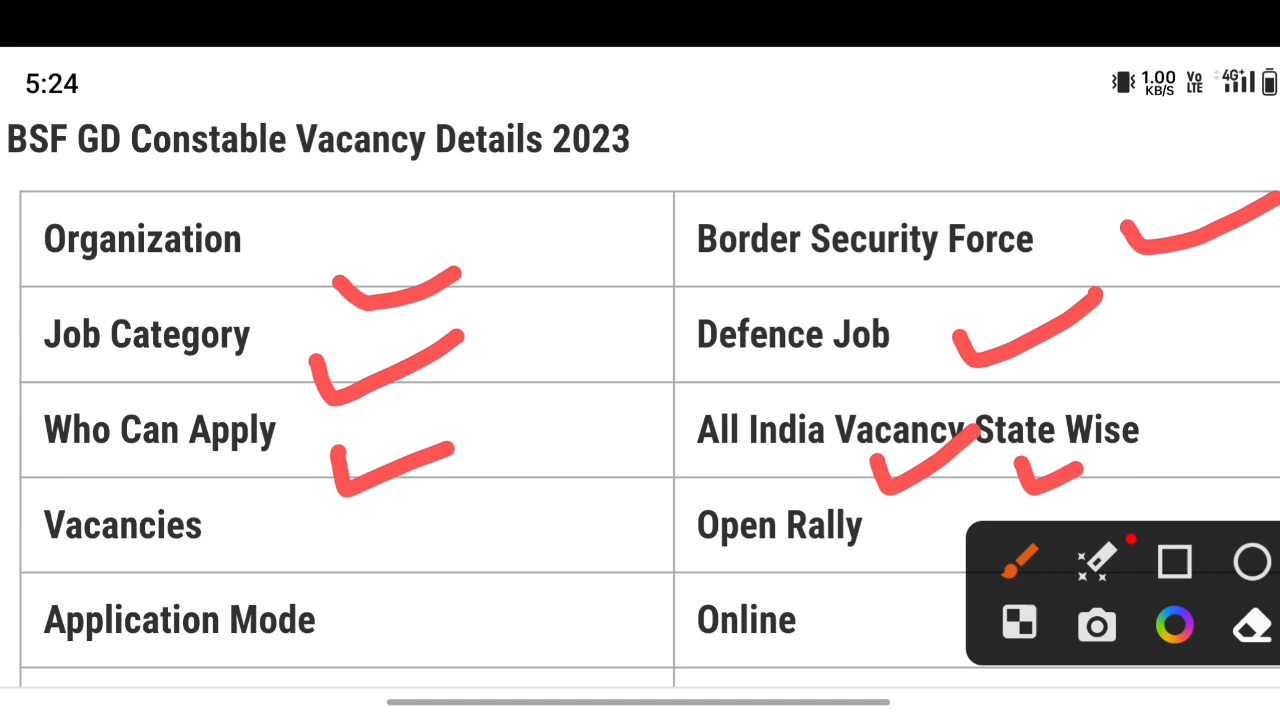 5:24
1.00 KB/S Vo LTE 4G+
BSF GD Constable Vacancy Details 2023
Organization Border Security Force
Job Category Defence Job
Who Can Apply All India Vacancy State Wise
Vacancies Open Rally
Application Mode Online